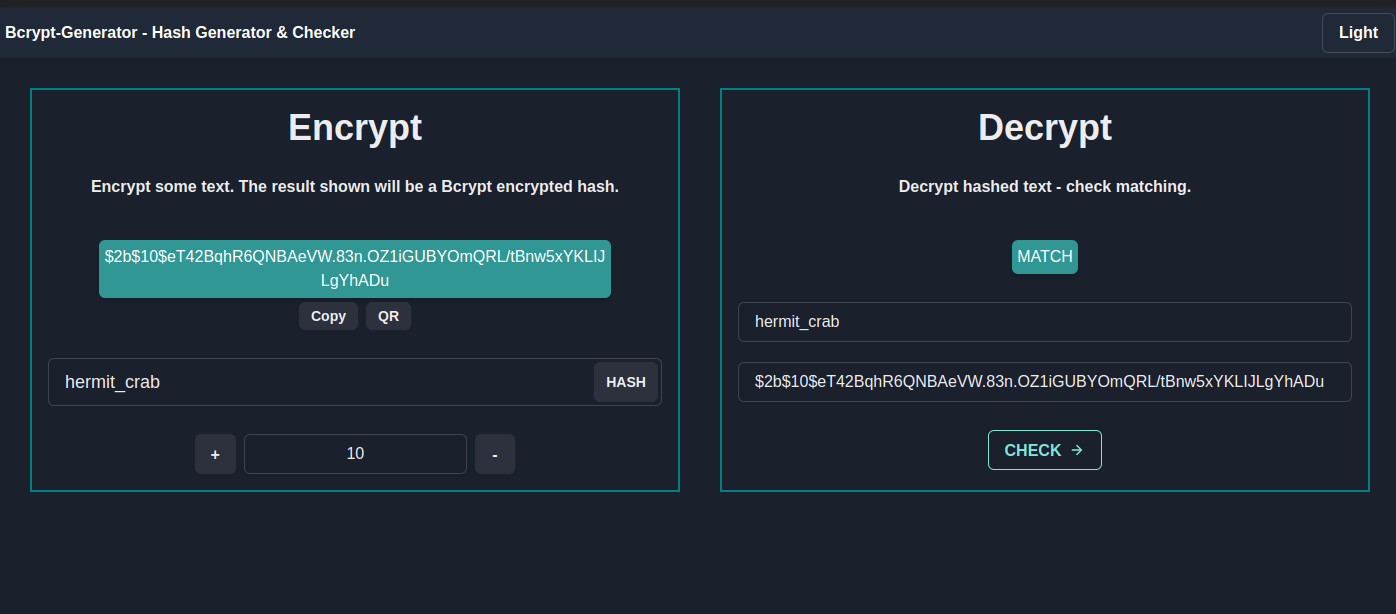 Bcrypt-Generator - Hash Generator & Checker
Light
Encrypt
Encrypt some text. The result shown will be a Bcrypt encrypted hash.
$2b$10$eT42BqhR6QNBAeVW.83n.OZ1iGUBYOmQRL/tBnw5xYKLIJ
LgYhADu
Copy
QR
hermit_crab
HASH
+
10
-
Decrypt
Decrypt hashed text - check matching.
MATCH
hermit_crab
$2b$10$eT42BqhR6QNBAeVW.83n.OZ1iGUBYOmQRL/tBnw5xYKLIJLgYhADu
CHECK →